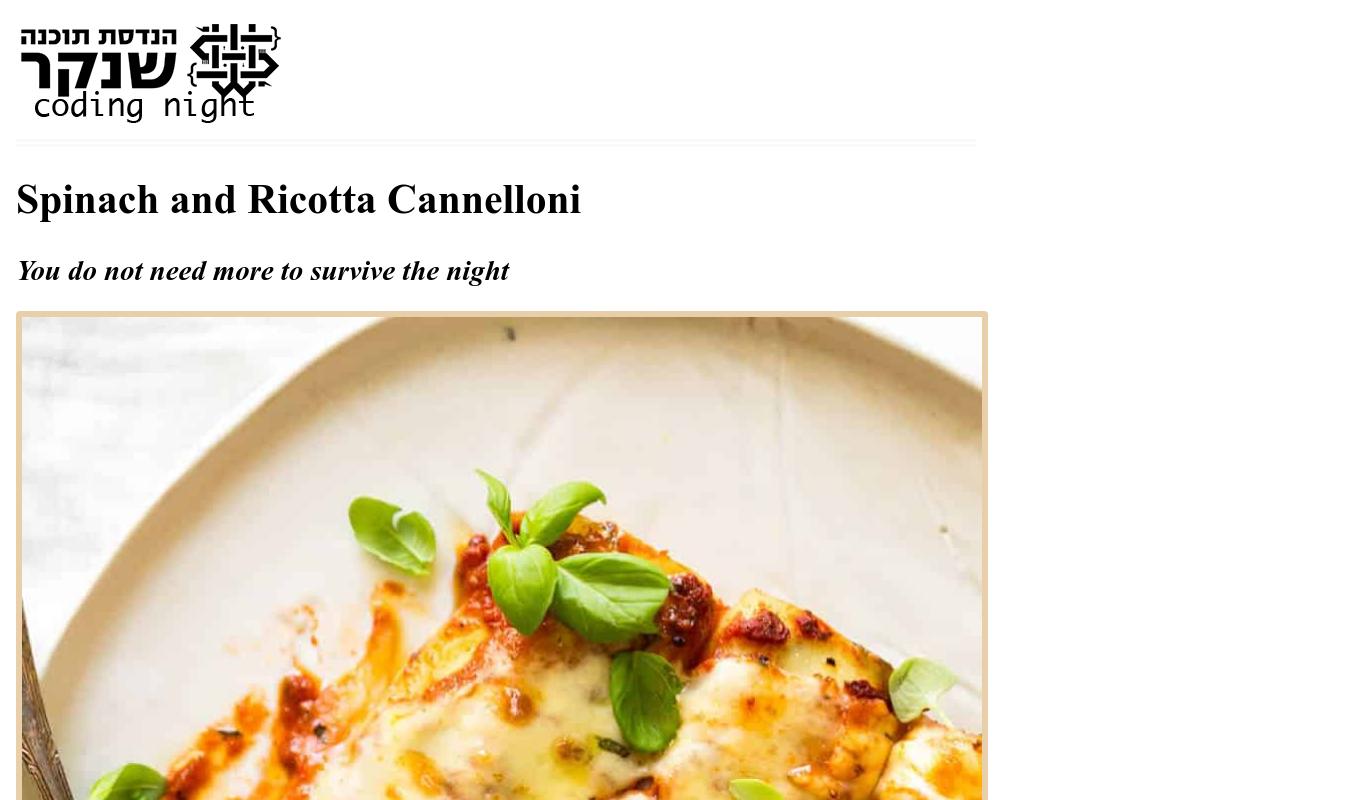 הנדסת תוכנה
שנקר
coding night
Spinach and Ricotta Cannelloni
You do not need more to survive the night